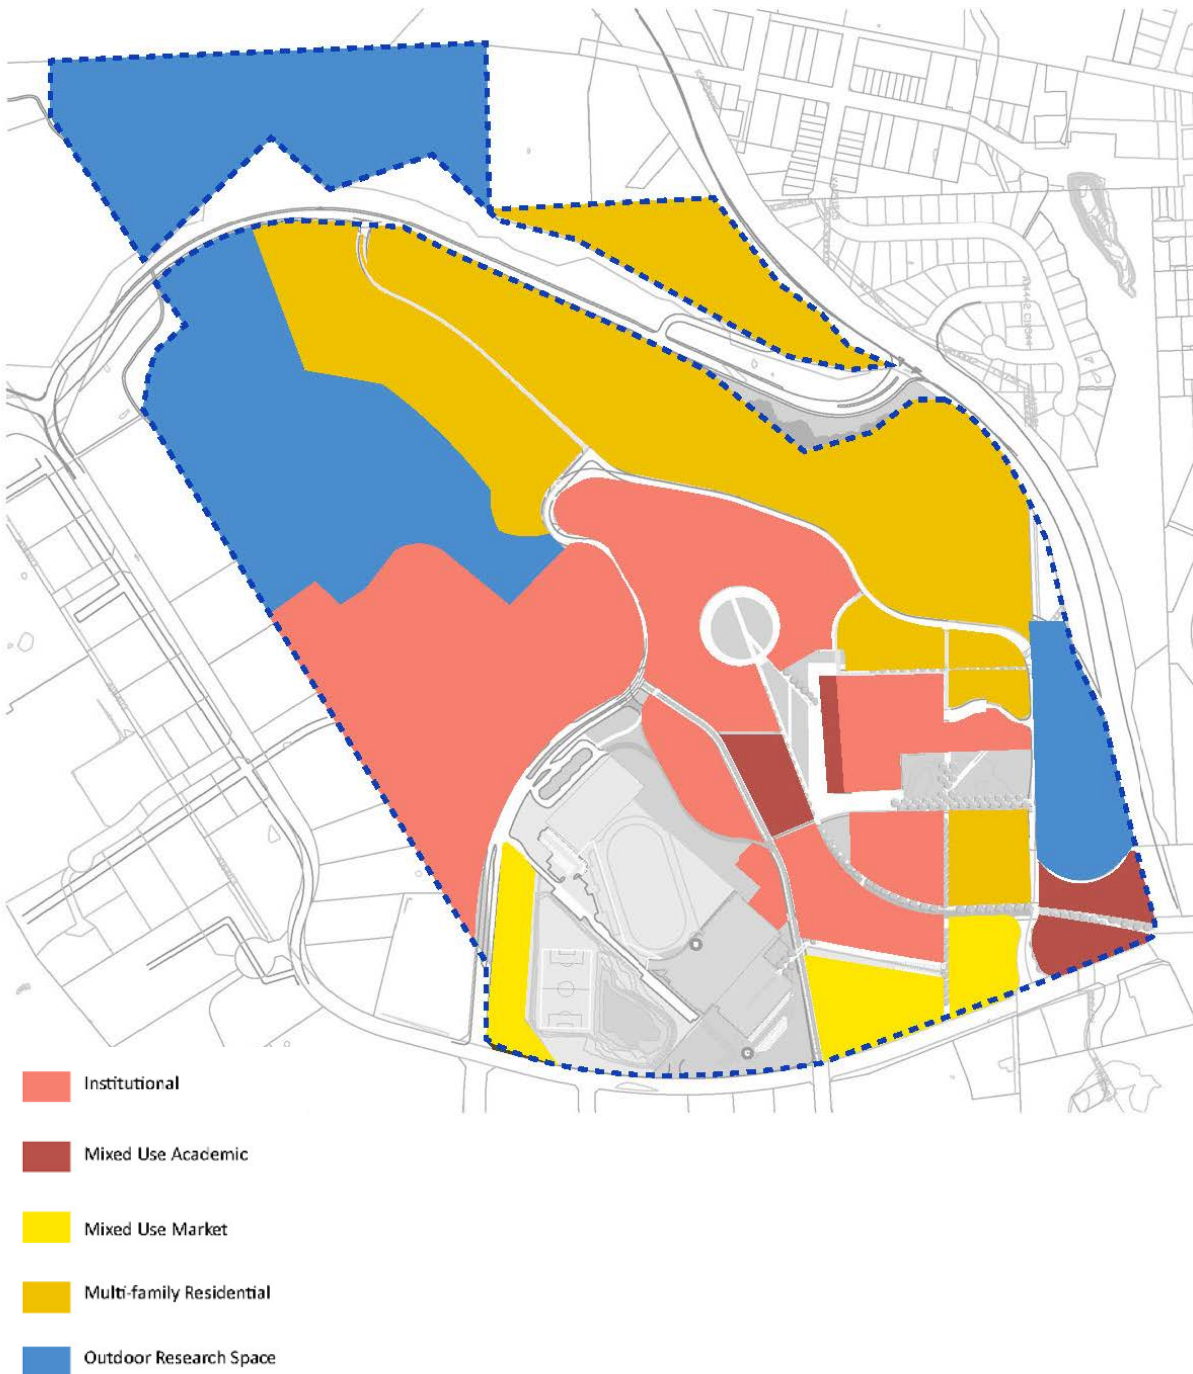 Institutional
Mixed Use Academic
Mixed Use Market
Multi-family Residential
Outdoor Research Space